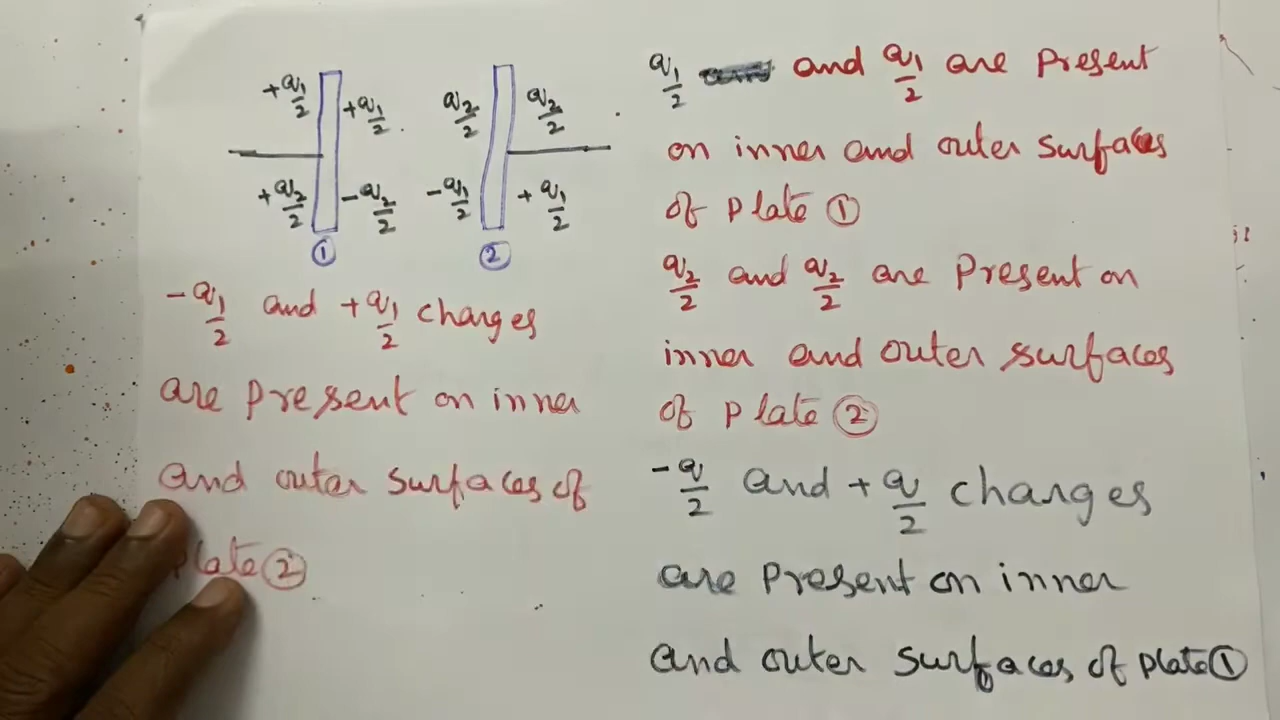 +q1/2 +q1/2 q2/2 q2/2
+q2/2 -q2/2 -q1/2 +q1/2
① ②
-q1/2 and +q1/2 charges
are present on inner
and outer surfaces of
plate ②
q1/2 and q1/2 are present
on inner and outer surfaces
of plate ①
q2/2 and q2/2 are present on
inner and outer surfaces
of plate ②
-q/2 and +q/2 charges
are present on inner
and outer surfaces of plate ①